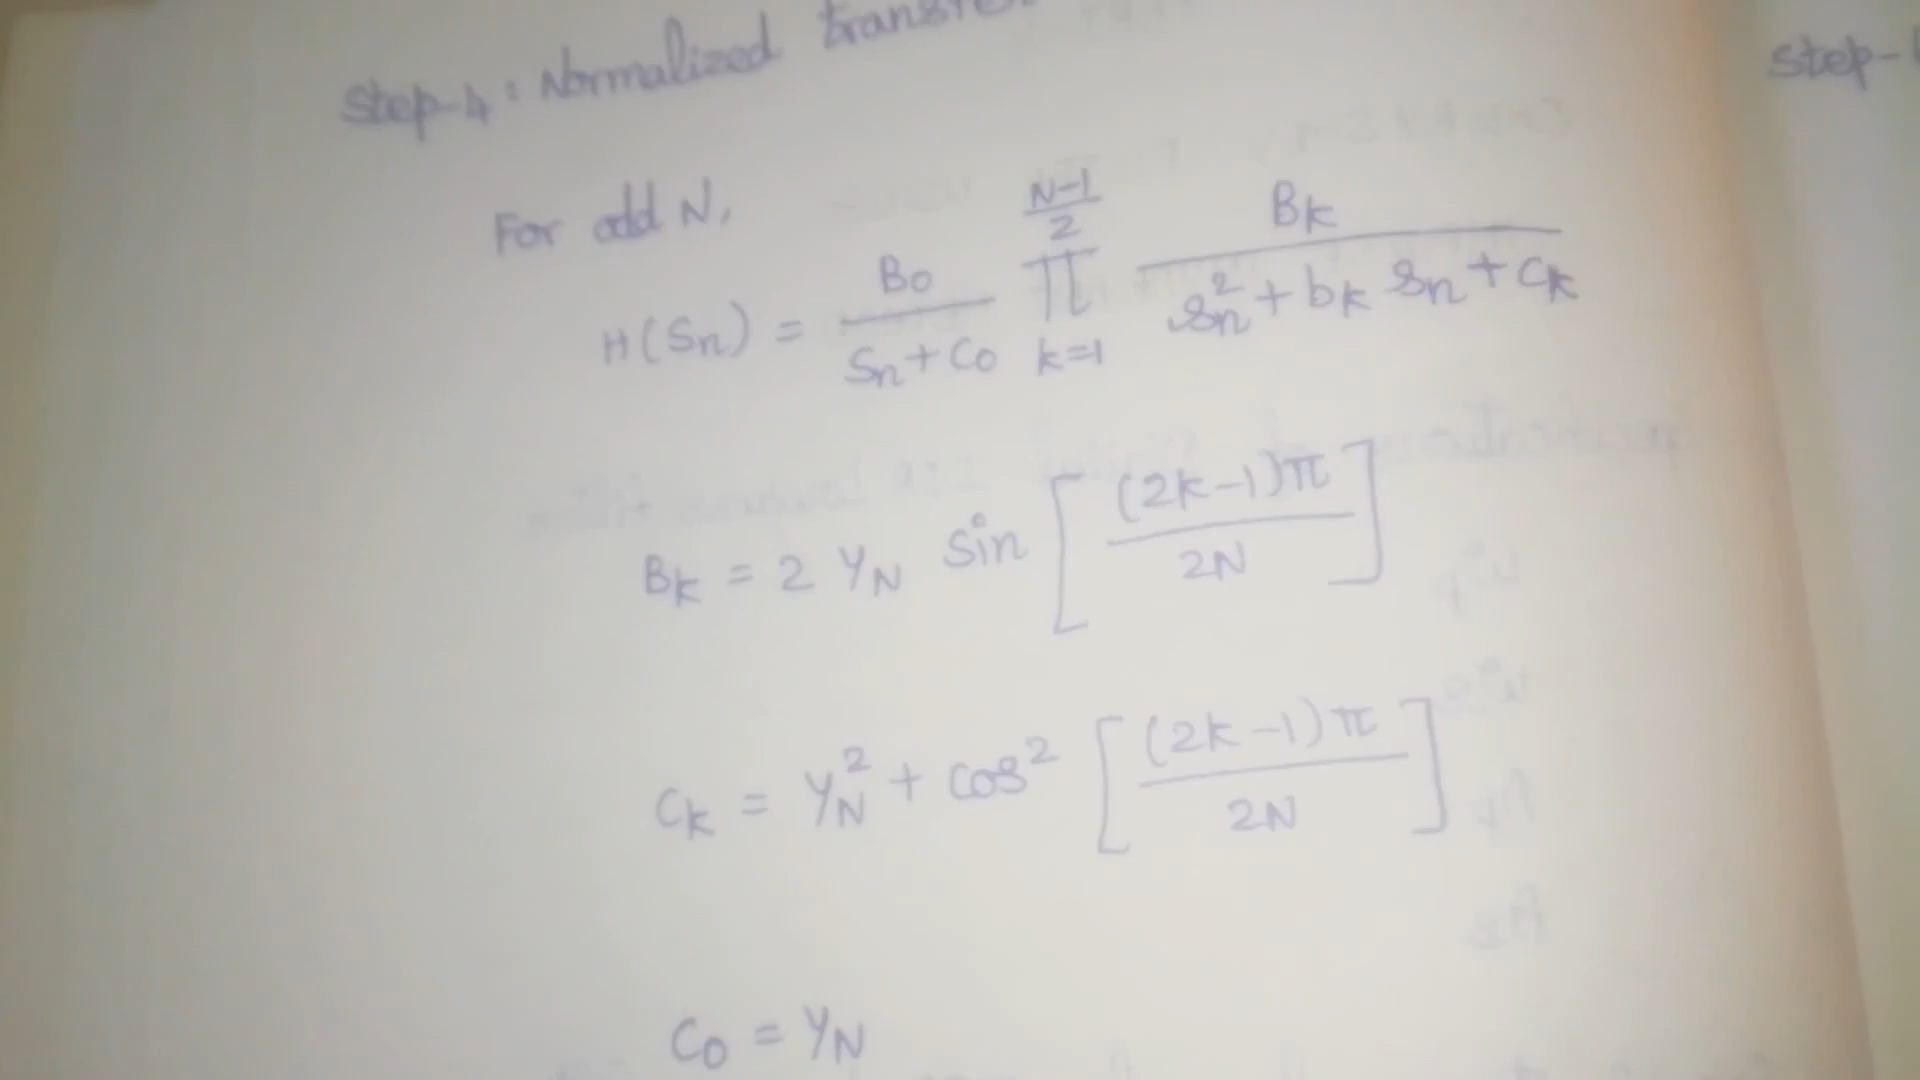 Step-4: Normalized
Step-
For odd N,
H(Sn) = B0 / (Sn + C0) N-1/2 ∏ k=1 Bk / (Sn² + bk Sn + Ck)
Bk = 2 YN Sin [ (2k-1)π / 2N ]
Ck = YN² + Cos² [ (2k-1)π / 2N ]
C0 = YN